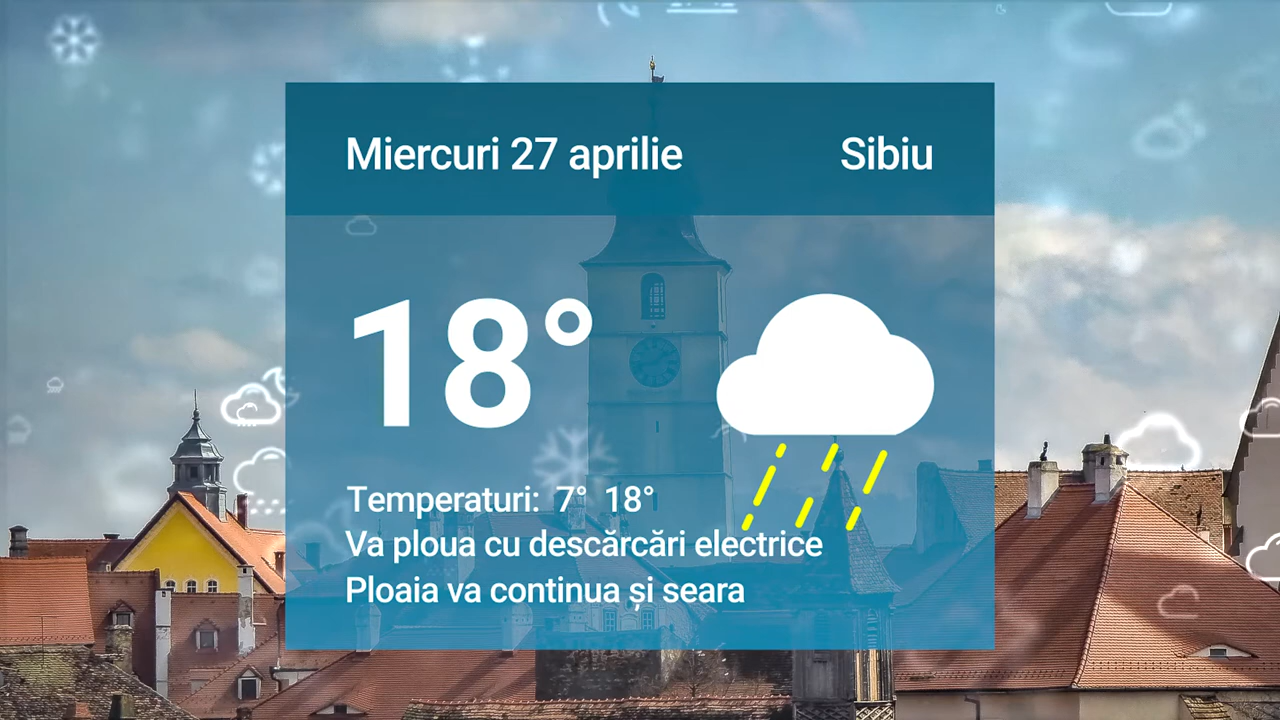 Miercuri 27 aprilie Sibiu
18°
Temperaturi: 7° 18°
Va ploua cu descărcări electrice
Ploaia va continua și seara